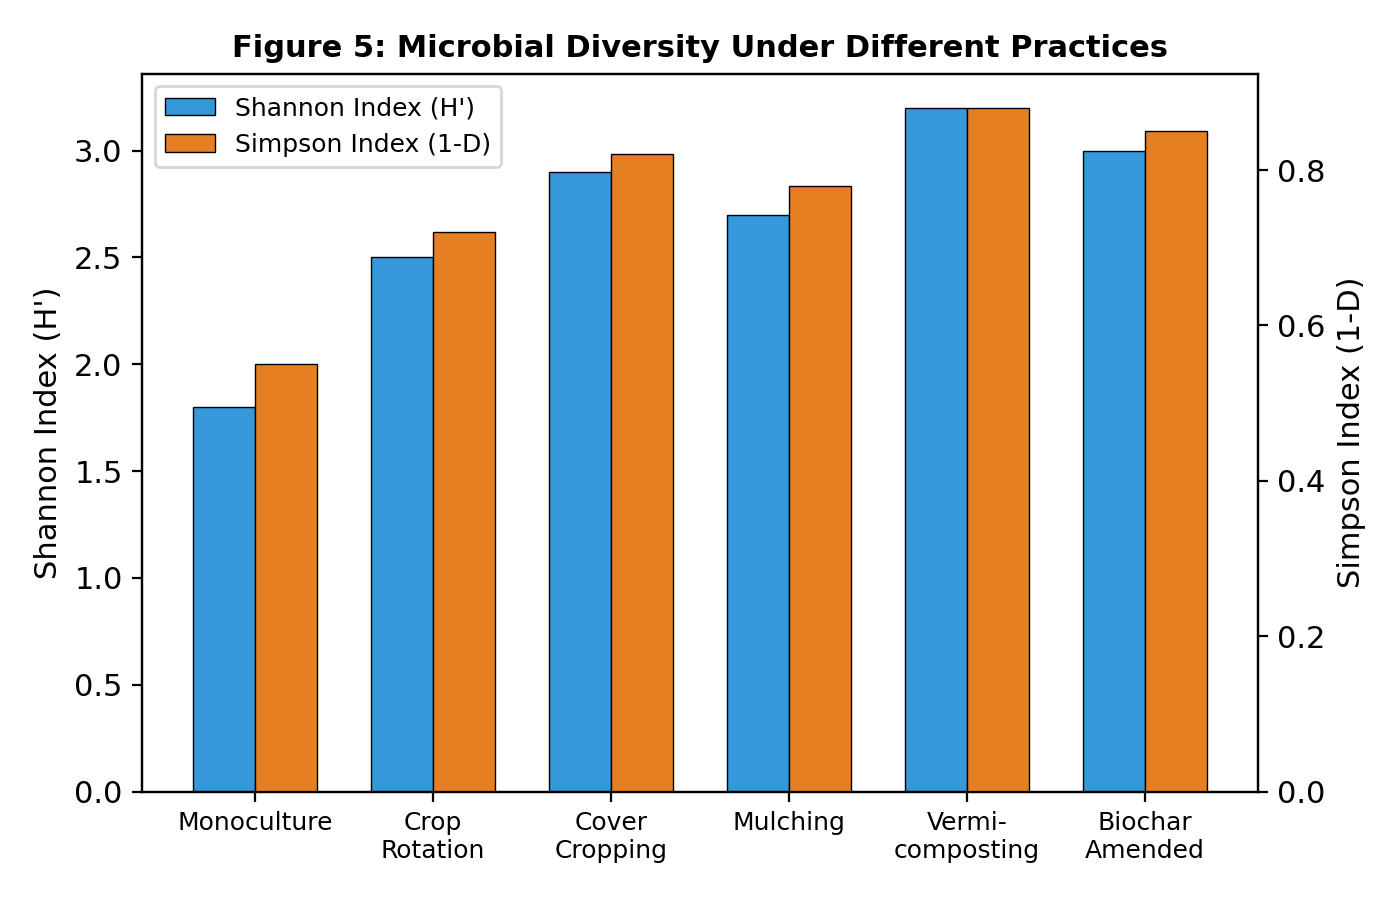 Figure 5: Microbial Diversity Under Different Practices
Shannon Index (H')
Simpson Index (1-D)
Shannon Index (H')
3.0
2.5
2.0
1.5
1.0
0.5
0.0
0.8
0.6
0.4
0.2
0.0
Simpson Index (1-D)
Monoculture
Crop
Rotation
Cover
Cropping
Mulching
Vermi-
composting
Biochar
Amended